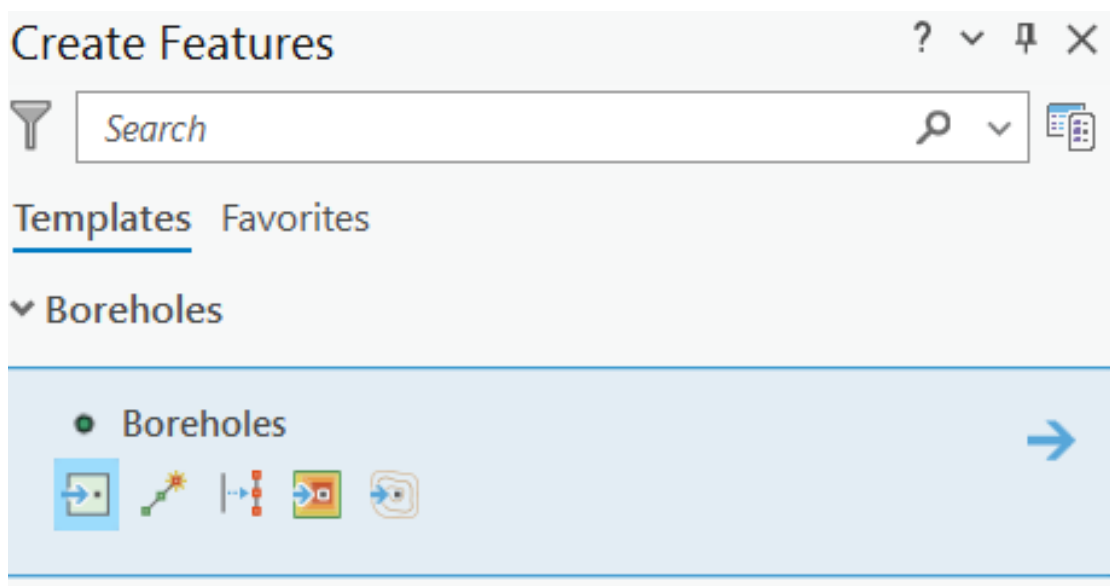 Create Features ?
Search
Templates Favorites
Boreholes
Boreholes